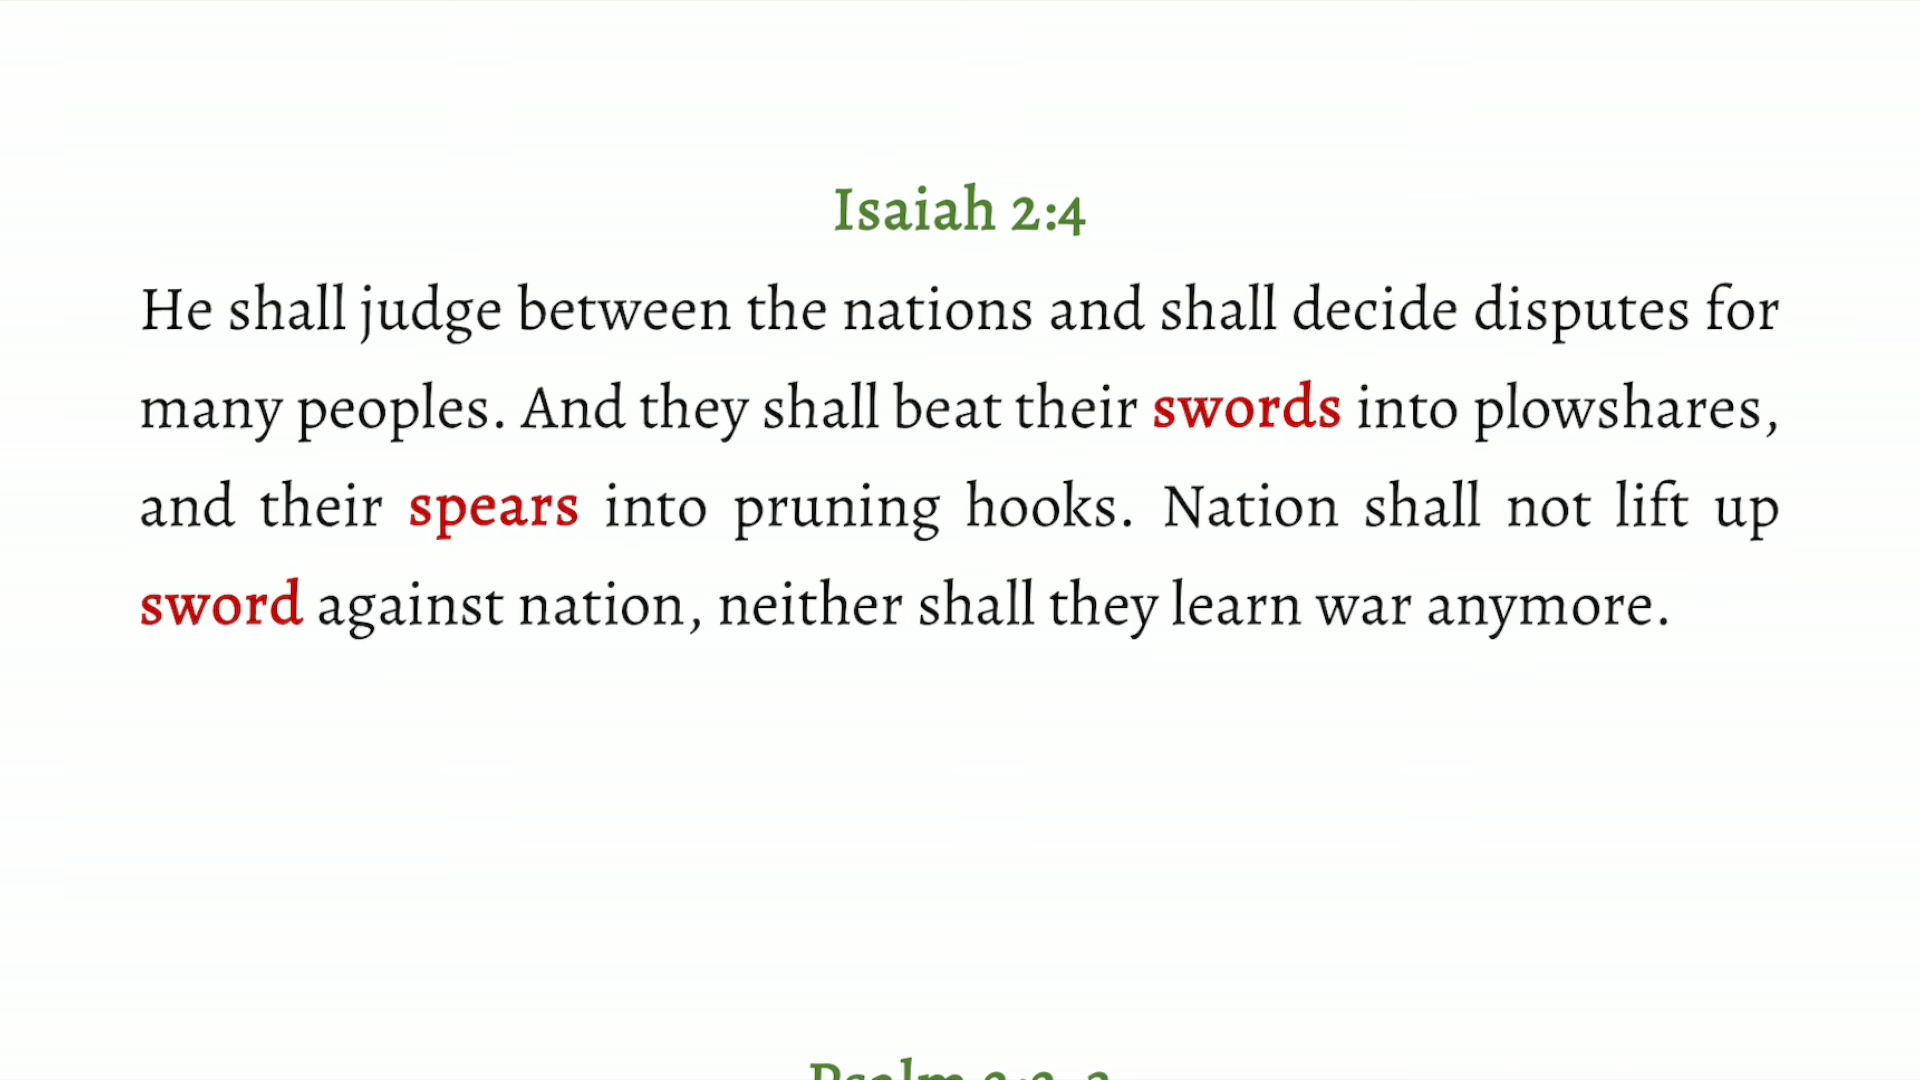 Isaiah 2:4
He shall judge between the nations and shall decide disputes for
many peoples. And they shall beat their swords into plowshares,
and their spears into pruning hooks. Nation shall not lift up
sword against nation, neither shall they learn war anymore.
Psalm